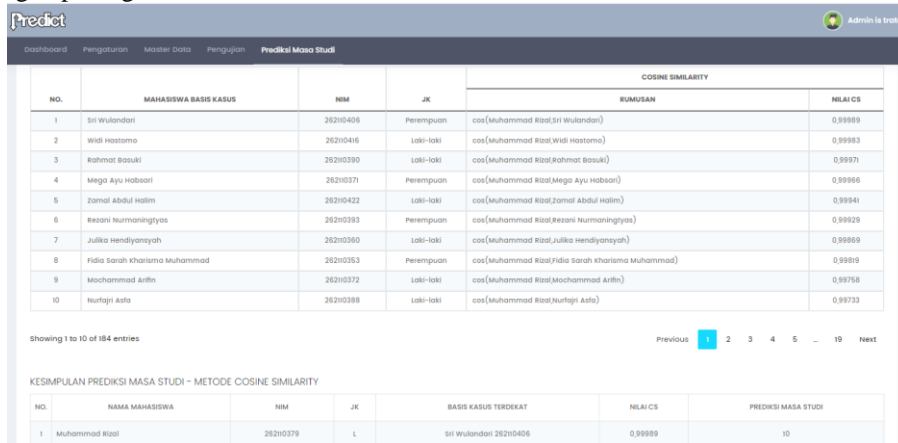 Predict
Admin is
Dashboard Pengaturan Master Data Pengujian Prediksi Masa Studi
COSINE SIMILARITY
NO. MAHASISWA BASIS KASUS NIM JK RUMUSAN NILAI CS
1 Sri Wulandari 262110406 Perempuan cos(Muhammad Rizal,Sri Wulandari) 0,99989
2 Widi Hastomo 262110416 Laki-laki cos(Muhammad Rizal,Widi Hastomo) 0,99983
3 Rahmat Basuki 262110390 Laki-laki cos(Muhammad Rizal,Rahmat Basuki) 0,99971
4 Mega Ayu Habsari 262110371 Perempuan cos(Muhammad Rizal,Mega Ayu Habsari) 0,99966
5 Zamal Abdul Halim 262110422 Laki-laki cos(Muhammad Rizal,Zamal Abdul Halim) 0,99941
6 Rezani Nurmaningtyas 262110393 Perempuan cos(Muhammad Rizal,Rezani Nurmaningtyas) 0,99929
7 Julika Hendiyansyah 262110360 Laki-laki cos(Muhammad Rizal,Julika Hendiyansyah) 0,99869
8 Fidia Sarah Kharisma Muhammad 262110353 Perempuan cos(Muhammad Rizal,Fidia Sarah Kharisma Muhammad) 0,99819
9 Mochammad Arifin 262110372 Laki-laki cos(Muhammad Rizal,Mochammad Arifin) 0,99758
10 Nurfajri Asfa 262110388 Laki-laki cos(Muhammad Rizal,Nurfajri Asfa) 0,99733
Showing 1 to 10 of 184 entries Previous 1 2 3 4 5 ... 19 Next
KESIMPULAN PREDIKSI MASA STUDI - METODE COSINE SIMILARITY
NO. NAMA MAHASISWA NIM JK BASIS KASUS TERDEKAT NILAI CS PREDIKSI MASA STUDI
1 Muhammad Rizal 262110379 L Sri Wulandari 262110406 0,99989 10